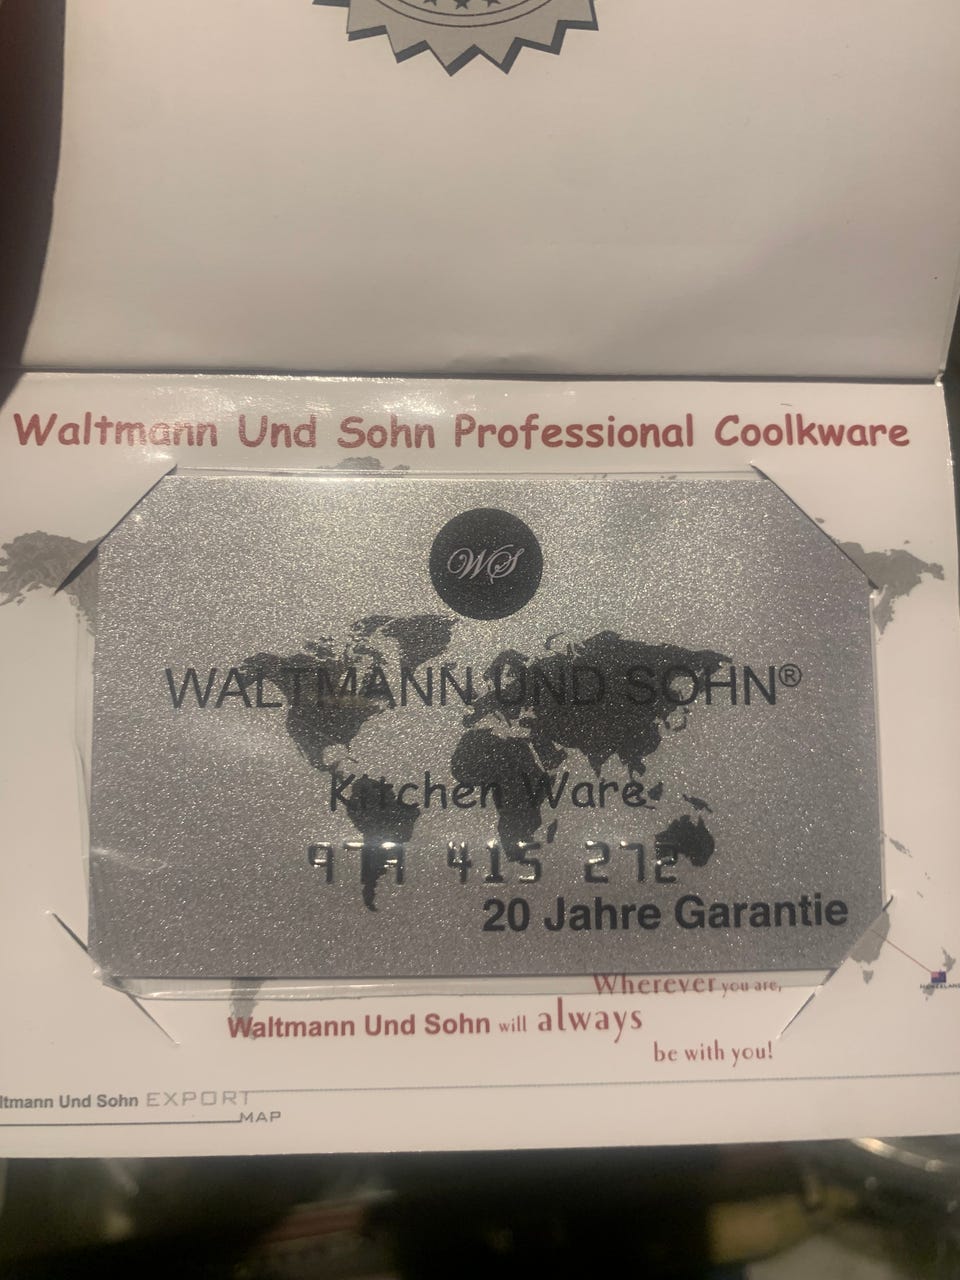 Waltmann Und Sohn Professional Coolkware
WS
WALTMANN UND SOHN®
Kitchen Ware
979 415 272
20 Jahre Garantie
Wherever you are,
Waltmann Und Sohn will always
be with you!
ltmann Und Sohn EXPORT
MAP